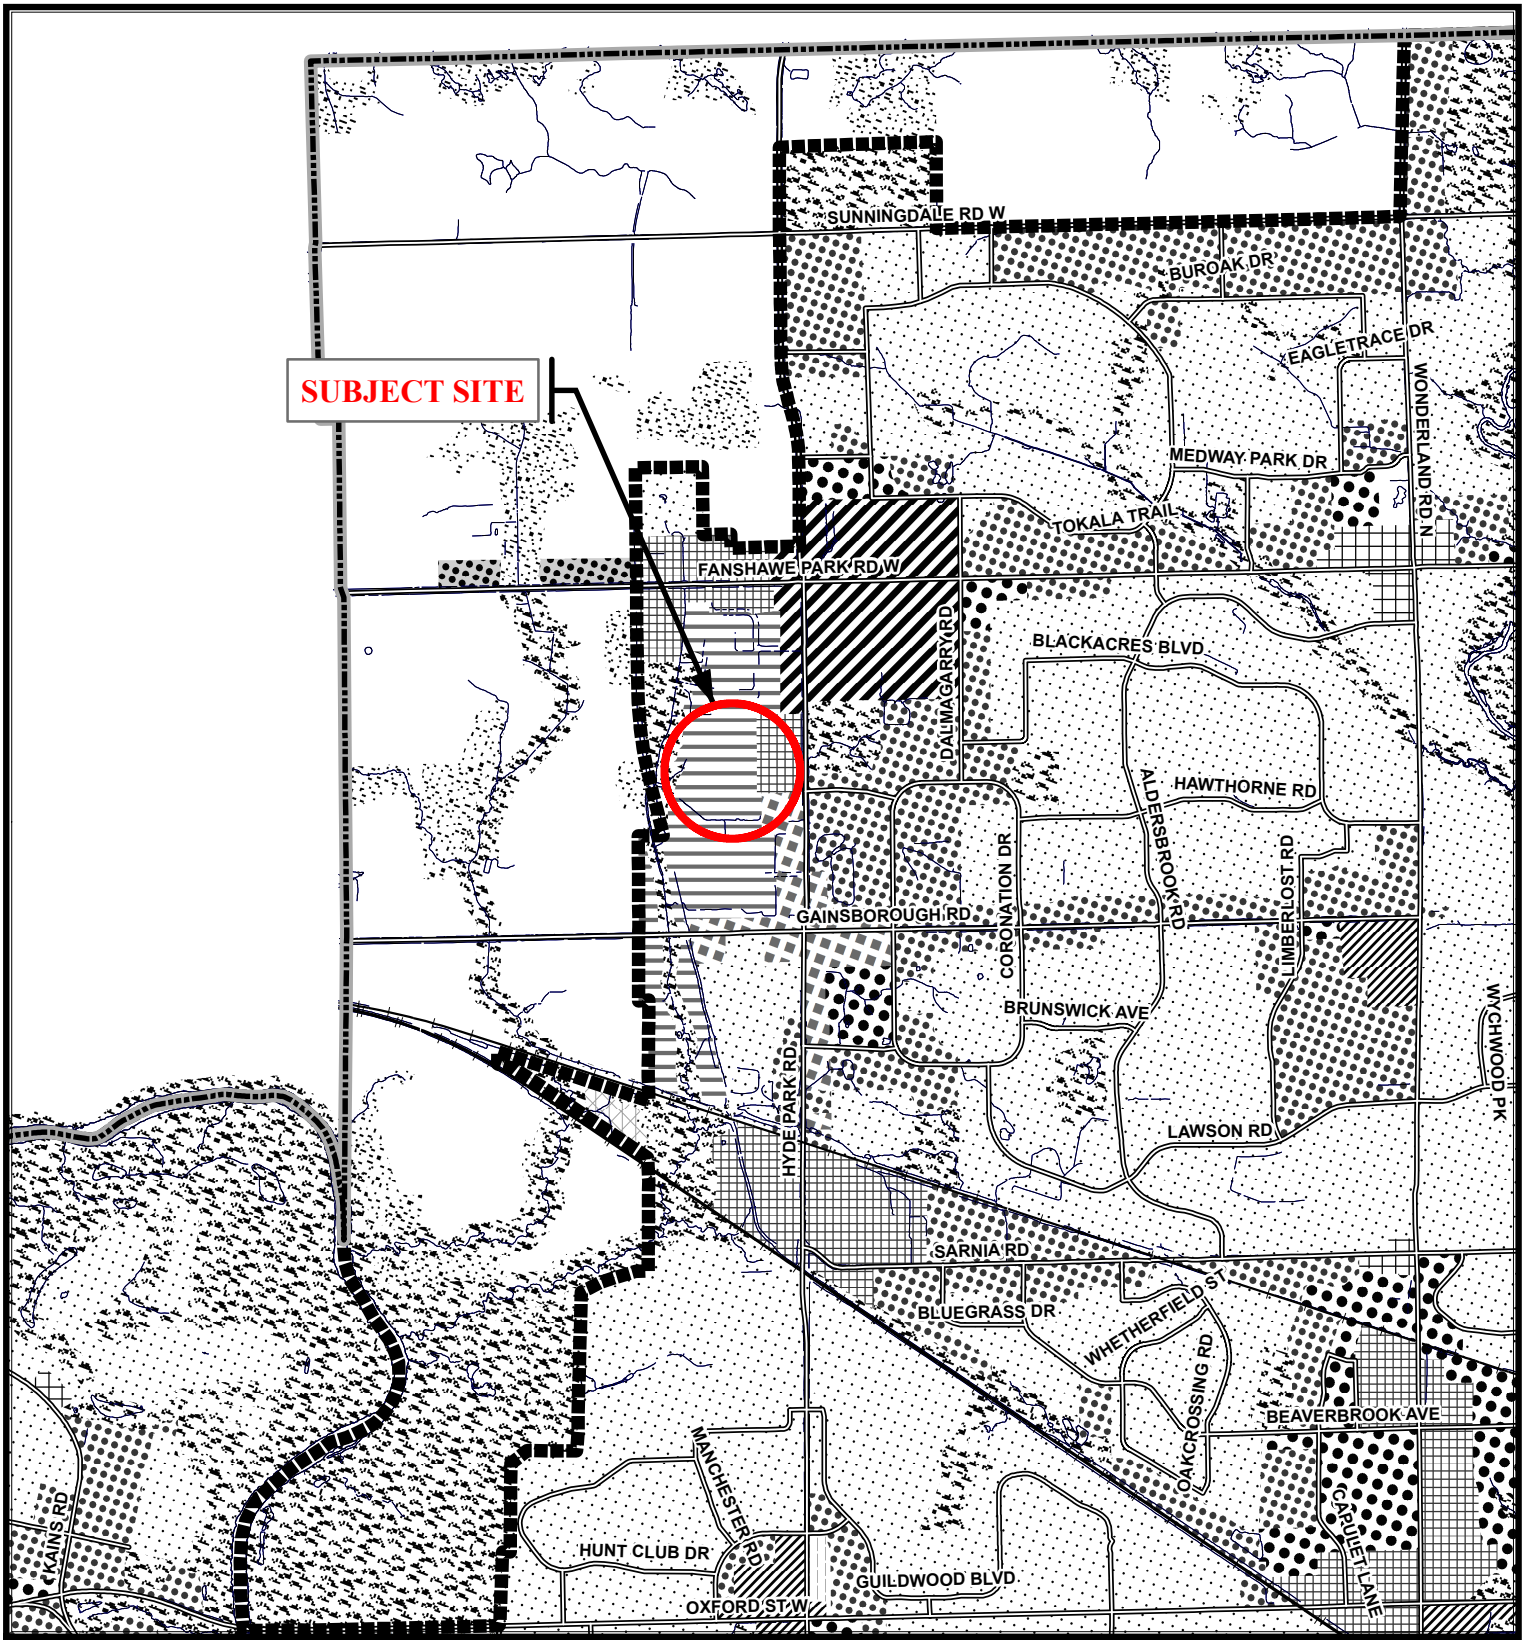 SUNNINGDALE RD W
BUROAK DR
EAGLETRACE DR
SUBJECT SITE
WONDERLAND RD N
MEDWAY PARK DR
TOKALA TRAIL
FANSHAWE PARK RD W
DALMAGARRY RD
BLACKACRES BLVD
HAWTHORNE RD
ALDERSBROOK RD
CORONATION DR
LIMBERLOST RD
GAINSBOROUGH RD
BRUNSWICK AVE
WYCHWOOD PK
HYDE PARK RD
LAWSON RD
SARNIA RD
BLUEGRASS DR
WHETHERFIELD ST
OAKCROSSING RD
BEAVERBROOK AVE
MANCHESTER RD
KAINS RD
CAPULET LANE
HUNT CLUB DR
GUILDWOOD BLVD
OXFORD ST W